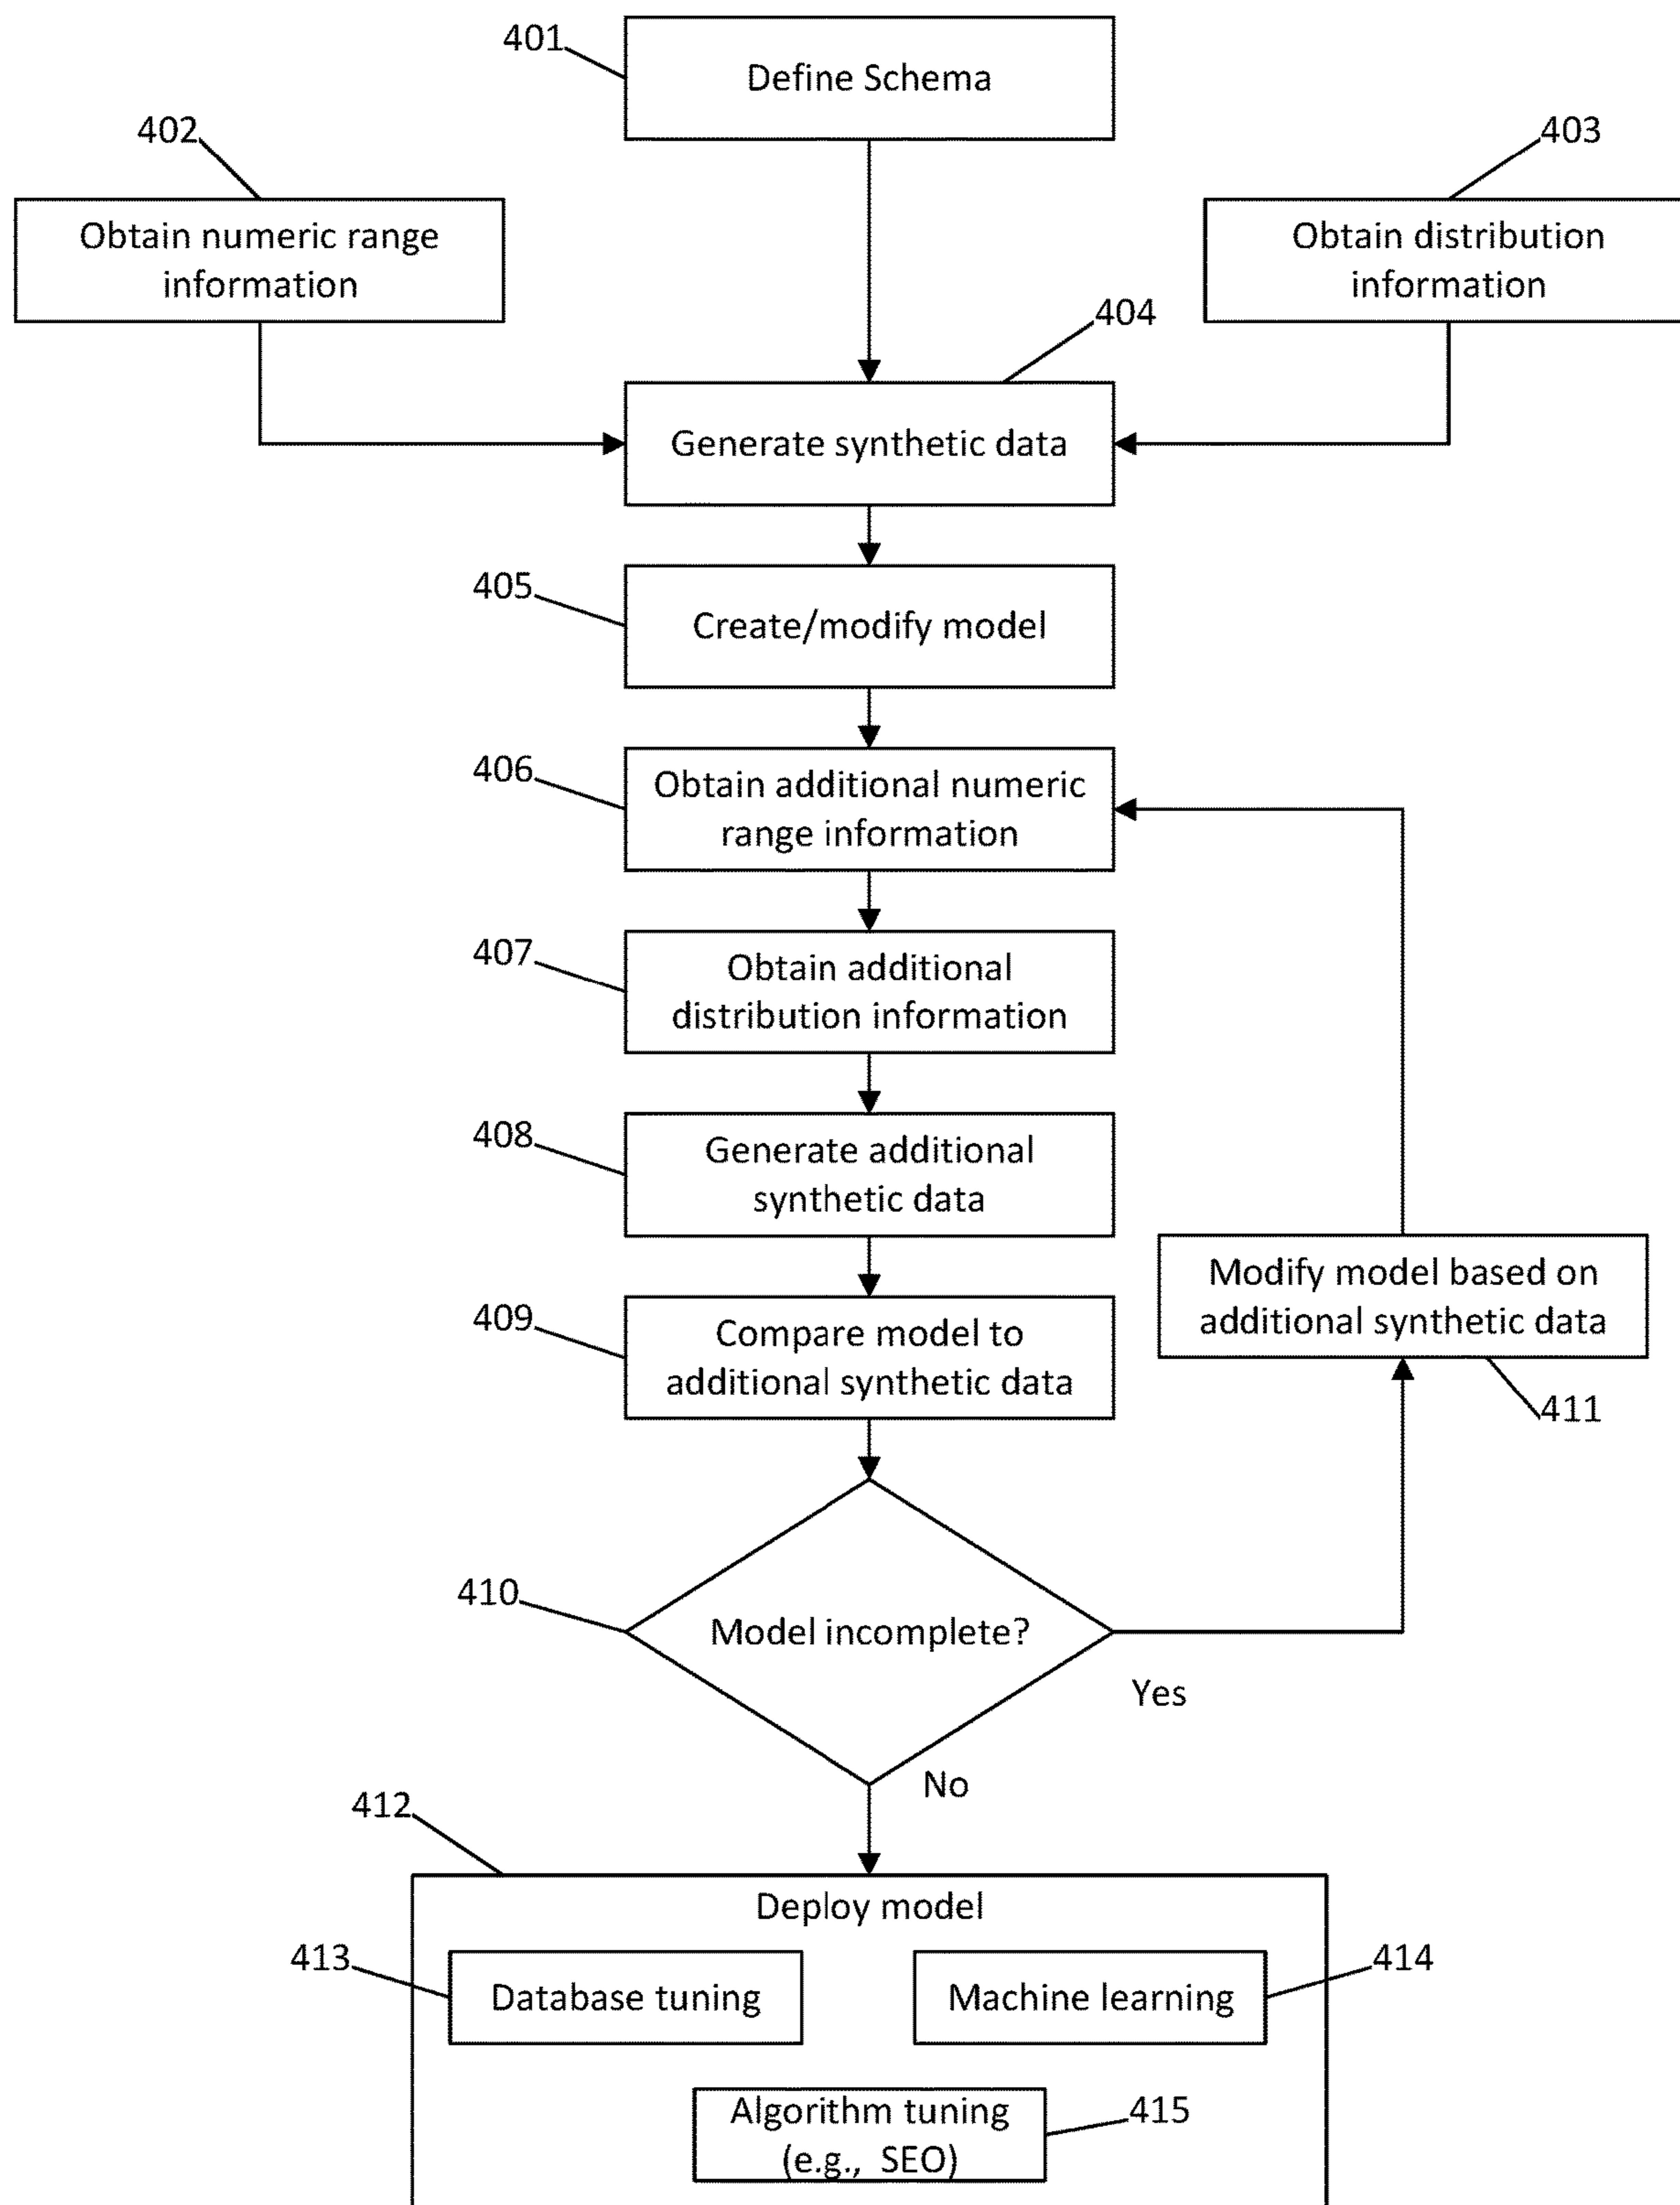 401
Define Schema
402
403
Obtain numeric range
information
Obtain distribution
information
404
Generate synthetic data
405
Create/modify model
406
Obtain additional numeric
range information
407
Obtain additional
distribution information
408
Generate additional
synthetic data
Modify model based on
additional synthetic data
409
Compare model to
additional synthetic data
411
410
Model incomplete?
Yes
No
412
Deploy model
413
Database tuning
Machine learning
414
Algorithm tuning
(e.g., SEO)
415